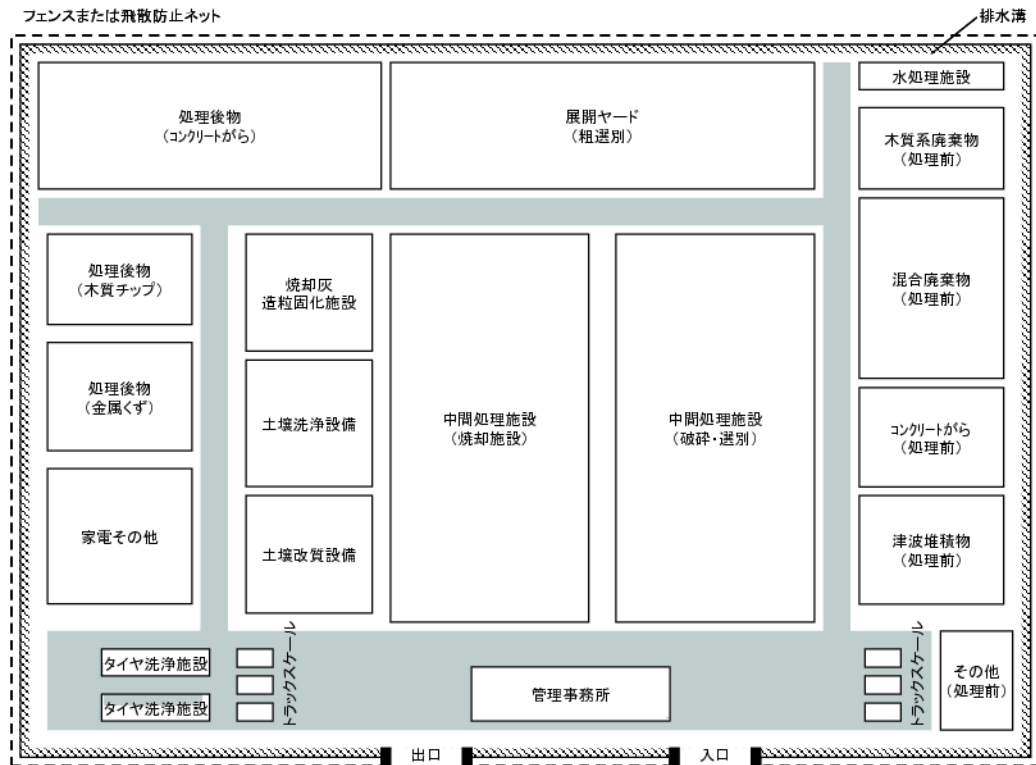 フェンスまたは飛散防止ネット
排水溝
処理後物
(コンクリートがら)
展開ヤード
(粗選別)
水処理施設
木質系廃棄物
(処理前)
処理後物
(木質チップ)
焼却灰
造粒固化施設
混合廃棄物
(処理前)
処理後物
(金属くず)
土壌洗浄設備
中間処理施設
(焼却施設)
中間処理施設
(破砕・選別)
コンクリートがら
(処理前)
家電その他
土壌改質設備
津波堆積物
(処理前)
タイヤ洗浄施設
タイヤ洗浄施設
トラックスケール
管理事務所
トラックスケール
その他
(処理前)
出口
入口